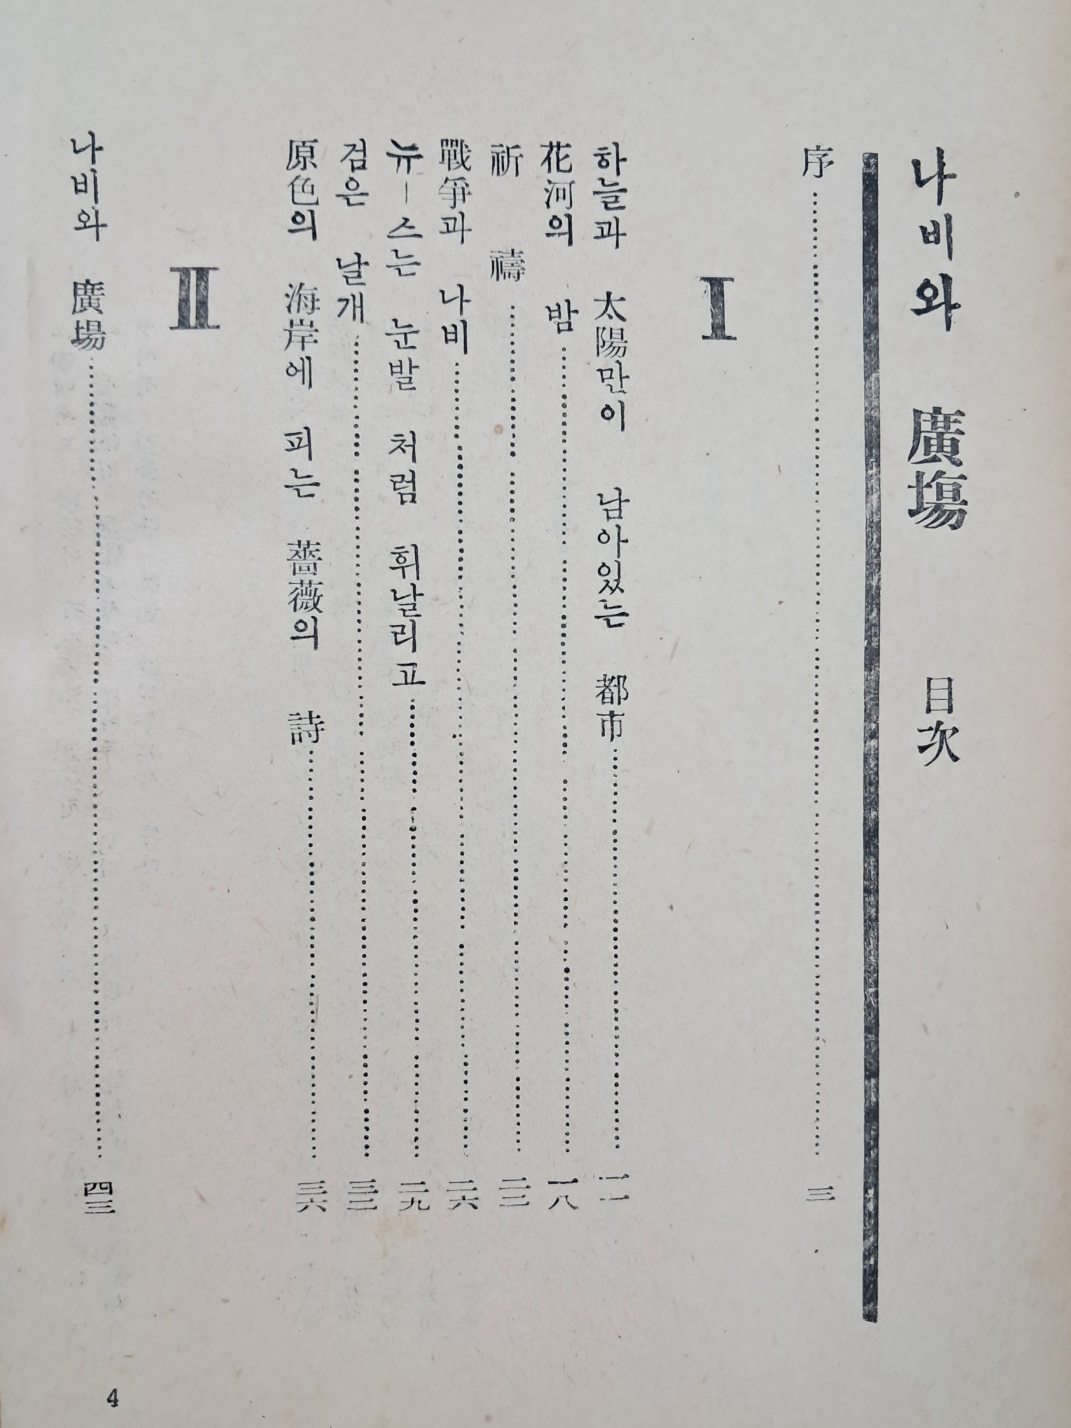 나비와 廣場 目次
序……三
I
하늘과 太陽만이 남아있는 都市……一一
花河의 밤……一八
祈 禱……二二
戰爭과 나비……二六
뉴ー스는 눈발 처럼 휘날리고……二九
검은 날개……三二
原色의 海岸에 피는 薔薇의 詩……三六
II
나비와 廣場……四三
4